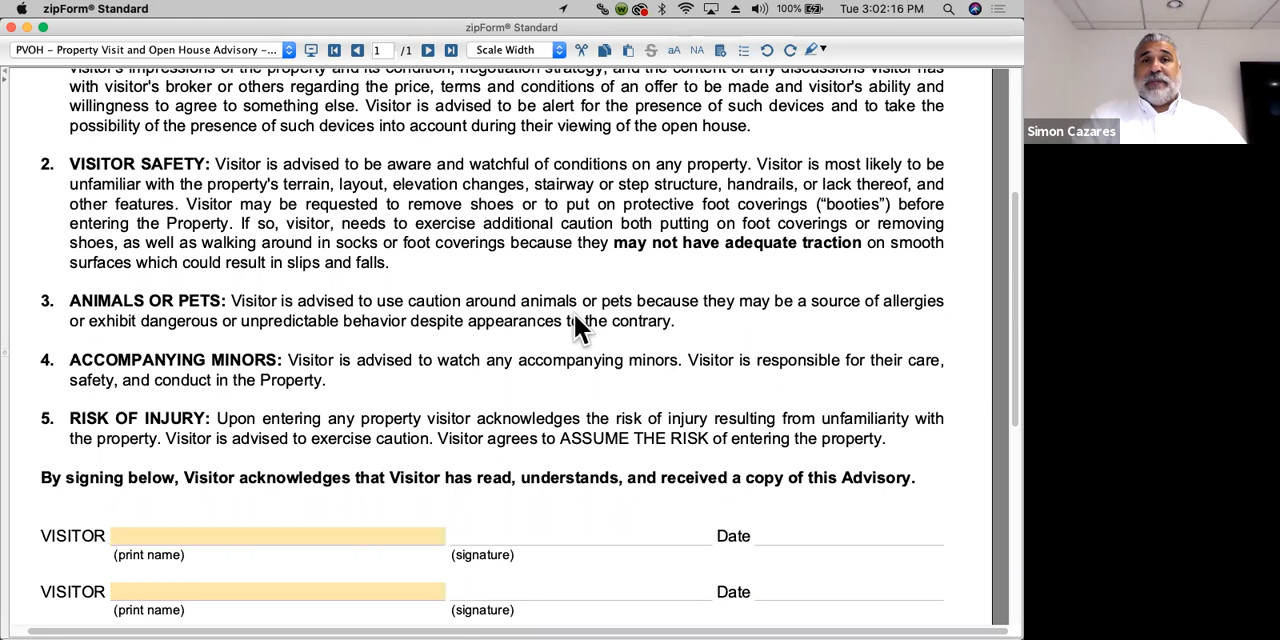 zipForm® Standard
100%
Tue 3:02:16 PM
zipForm® Standard
PVOH – Property Visit and Open House Advisory –...
1
/1
Scale Width
aA
NA
visitor's impressions of the property and its condition, negotiation strategy, and the content of any discussions visitor has
with visitor's broker or others regarding the price, terms and conditions of an offer to be made and visitor's ability and
willingness to agree to something else. Visitor is advised to be alert for the presence of such devices and to take the
possibility of the presence of such devices into account during their viewing of the open house.
2. VISITOR SAFETY: Visitor is advised to be aware and watchful of conditions on any property. Visitor is most likely to be
unfamiliar with the property's terrain, layout, elevation changes, stairway or step structure, handrails, or lack thereof, and
other features. Visitor may be requested to remove shoes or to put on protective foot coverings (“booties”) before
entering the Property. If so, visitor, needs to exercise additional caution both putting on foot coverings or removing
shoes, as well as walking around in socks or foot coverings because they may not have adequate traction on smooth
surfaces which could result in slips and falls.
3. ANIMALS OR PETS: Visitor is advised to use caution around animals or pets because they may be a source of allergies
or exhibit dangerous or unpredictable behavior despite appearances to the contrary.
4. ACCOMPANYING MINORS: Visitor is advised to watch any accompanying minors. Visitor is responsible for their care,
safety, and conduct in the Property.
5. RISK OF INJURY: Upon entering any property visitor acknowledges the risk of injury resulting from unfamiliarity with
the property. Visitor is advised to exercise caution. Visitor agrees to ASSUME THE RISK of entering the property.
By signing below, Visitor acknowledges that Visitor has read, understands, and received a copy of this Advisory.
VISITOR Date
(print name) (signature)
VISITOR Date
(print name) (signature)
Simon Cazares